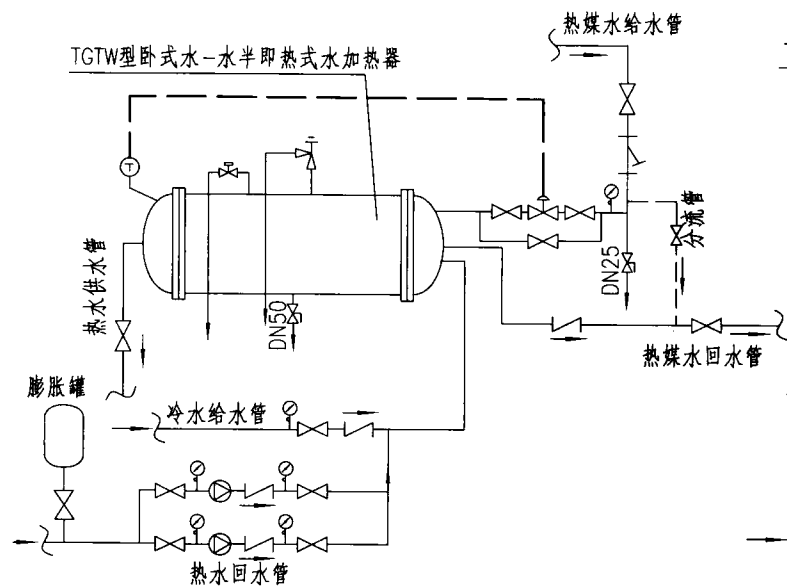 热媒水给水管
TGTW型卧式水-水半即热式水加热器
T
分流管
热水供水管
DN50
DN25
热媒水回水管
膨胀罐
冷水给水管
热水回水管